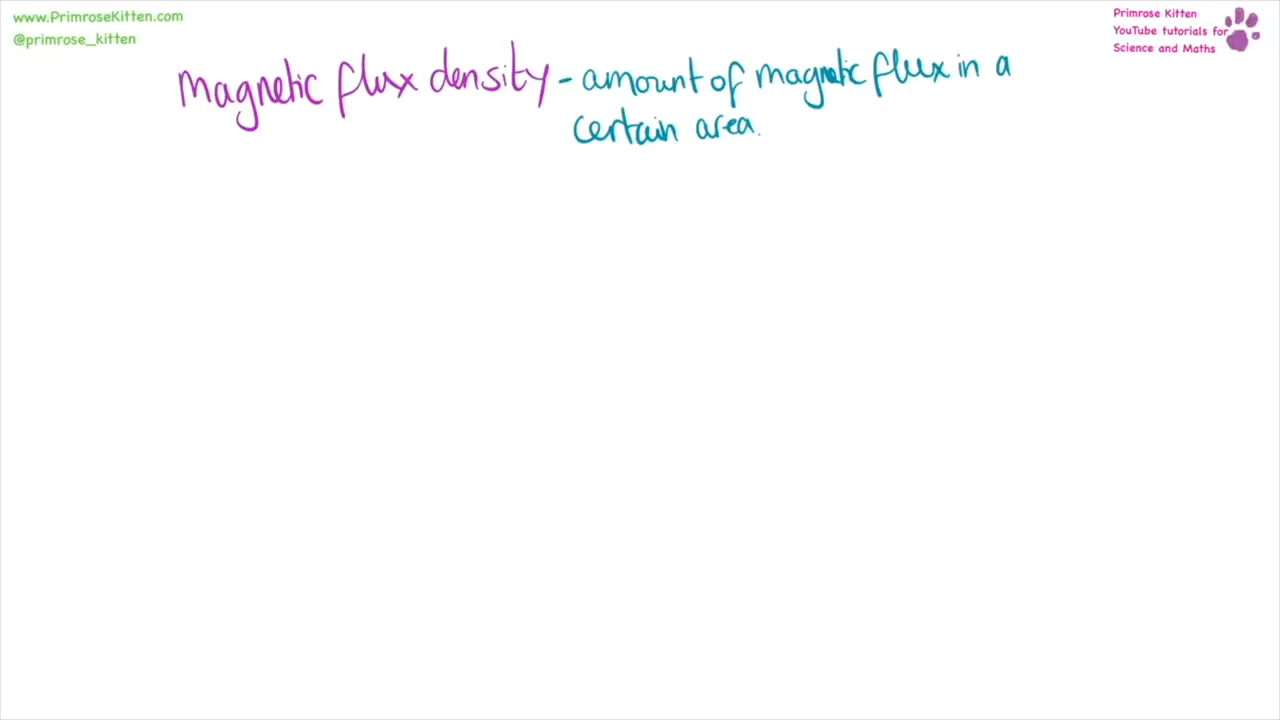 www.PrimroseKitten.com
@primrose_kitten
Primrose Kitten
YouTube tutorials for
Science and Maths
Magnetic flux density - amount of magnetic flux in a
certain area.